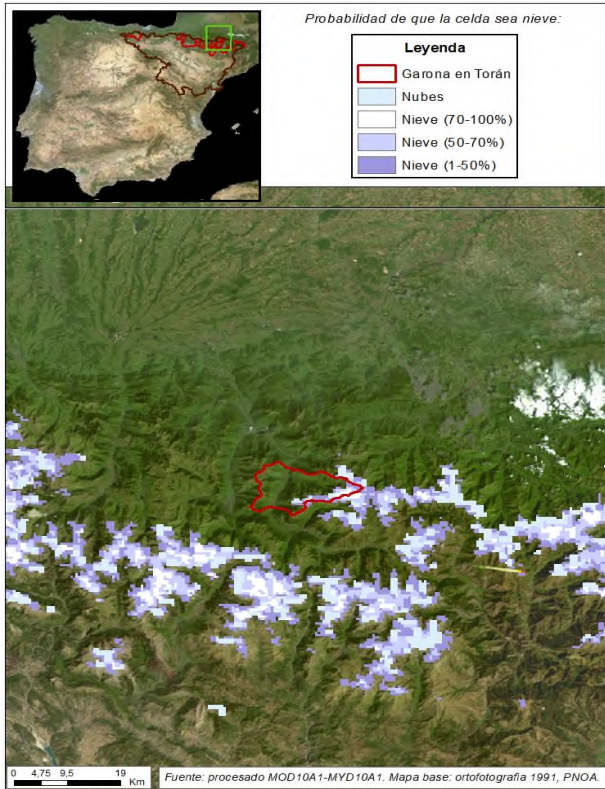 Probabilidad de que la celda sea nieve:
Leyenda
Garona en Torán
Nubes
Nieve (70-100%)
Nieve (50-70%)
Nieve (1-50%)
0 4,75 9,5 19
Km
Fuente: procesado MOD10A1-MYD10A1. Mapa base: ortofotografía 1991, PNOA.